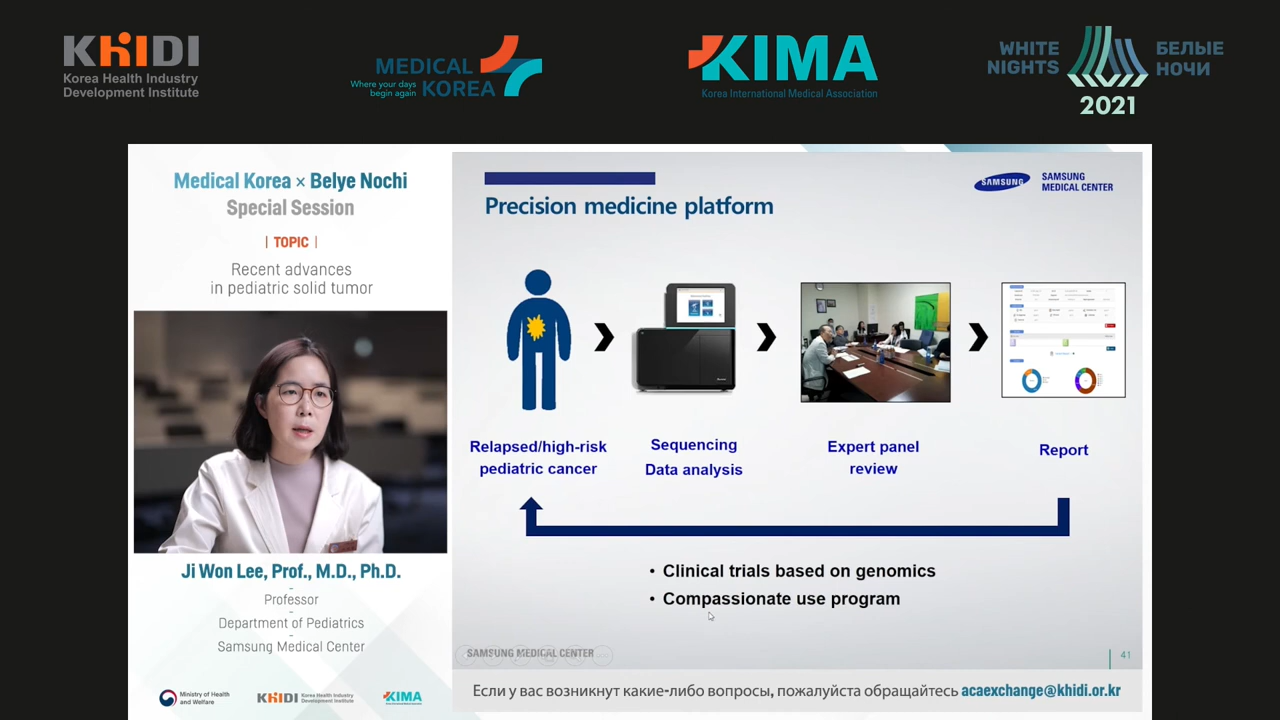 KHIDI
Korea Health Industry
Development Institute
MEDICAL
KOREA
Where your days
begin again
KIMA
Korea International Medical Association
WHITE
NIGHTS
БЕЛЫЕ
НОЧИ
2021
Medical Korea × Belye Nochi
Special Session
| TOPIC |
Recent advances
in pediatric solid tumor
Ji Won Lee, Prof., M.D., Ph.D.
-
Professor
-
Department of Pediatrics
-
Samsung Medical Center
Ministry of Health
and Welfare
KHIDI
Korea Health Industry
Development Institute
KIMA
Precision medicine platform
SAMSUNG
SAMSUNG
MEDICAL CENTER
Relapsed/high-risk
pediatric cancer
Sequencing
Data analysis
Expert panel
review
Report
• Clinical trials based on genomics
• Compassionate use program
SAMSUNG MEDICAL CENTER
41
Если у вас возникнут какие-либо вопросы, пожалуйста обращайтесь acaexchange@khidi.or.kr